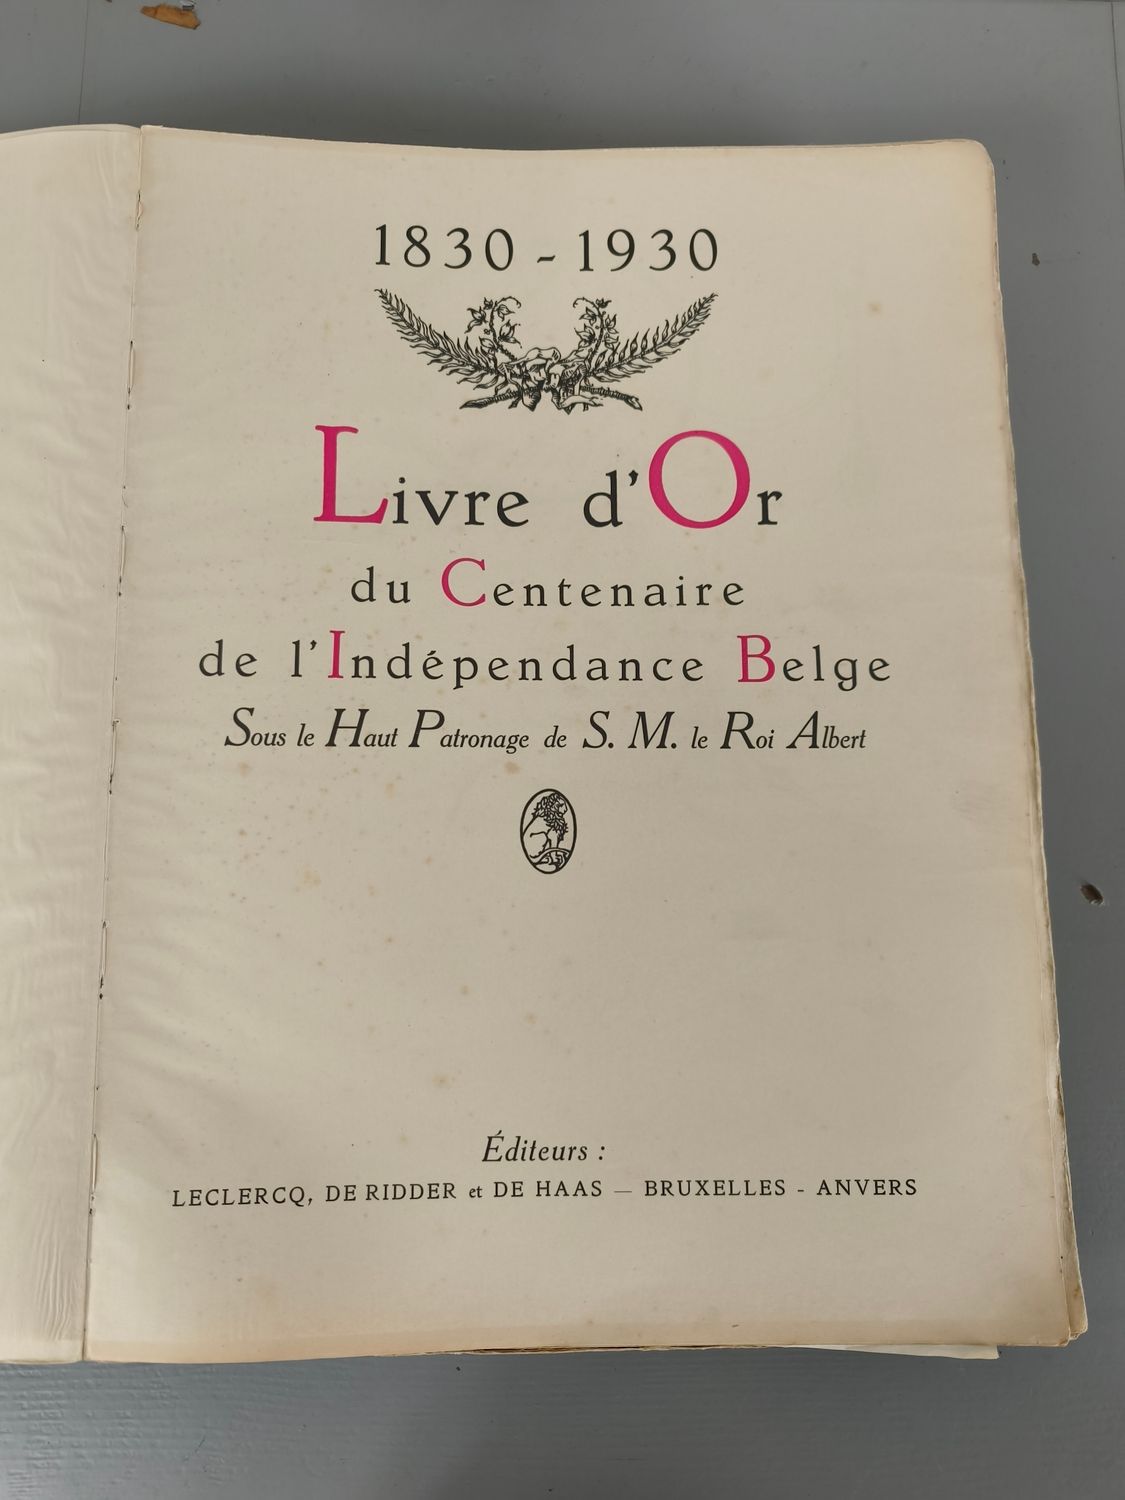 1830 - 1930
Livre d'Or
du Centenaire
de l'Indépendance Belge
Sous le Haut Patronage de S. M. le Roi Albert
Éditeurs :
LECLERCQ, DE RIDDER et DE HAAS — BRUXELLES - ANVERS